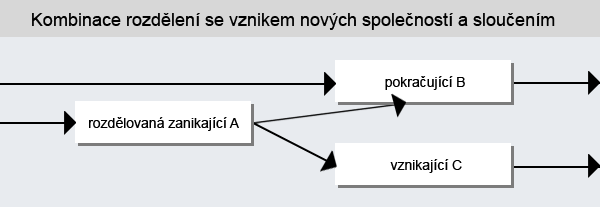 Kombinace rozdělení se vznikem nových společností a sloučením
pokračující B
rozdělovaná zanikající A
vznikající C